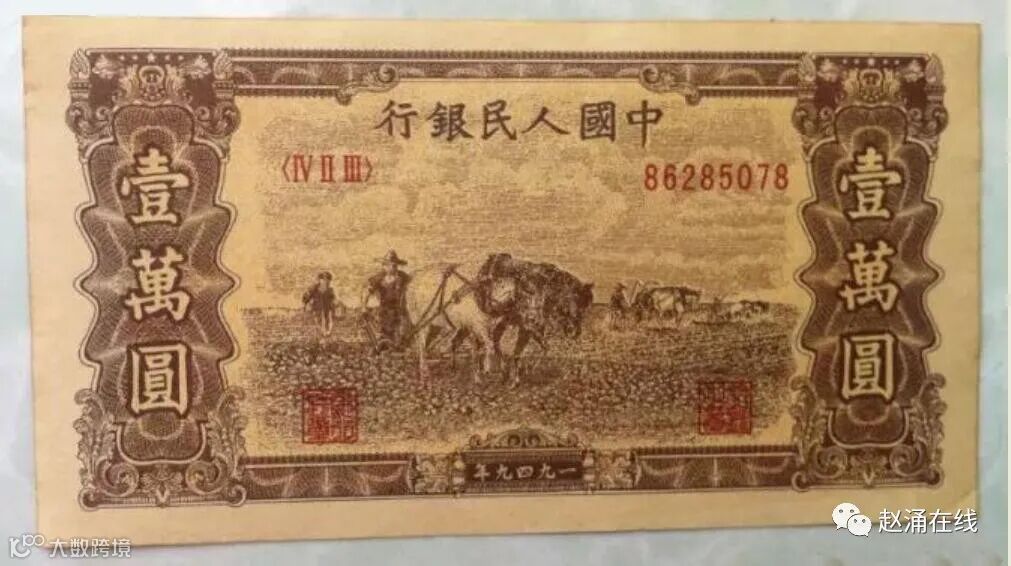 行銀民人國中
〈IV II III〉
86285078
壹萬圓
壹萬圓
年九四九一
赵涌在线
大数跨境